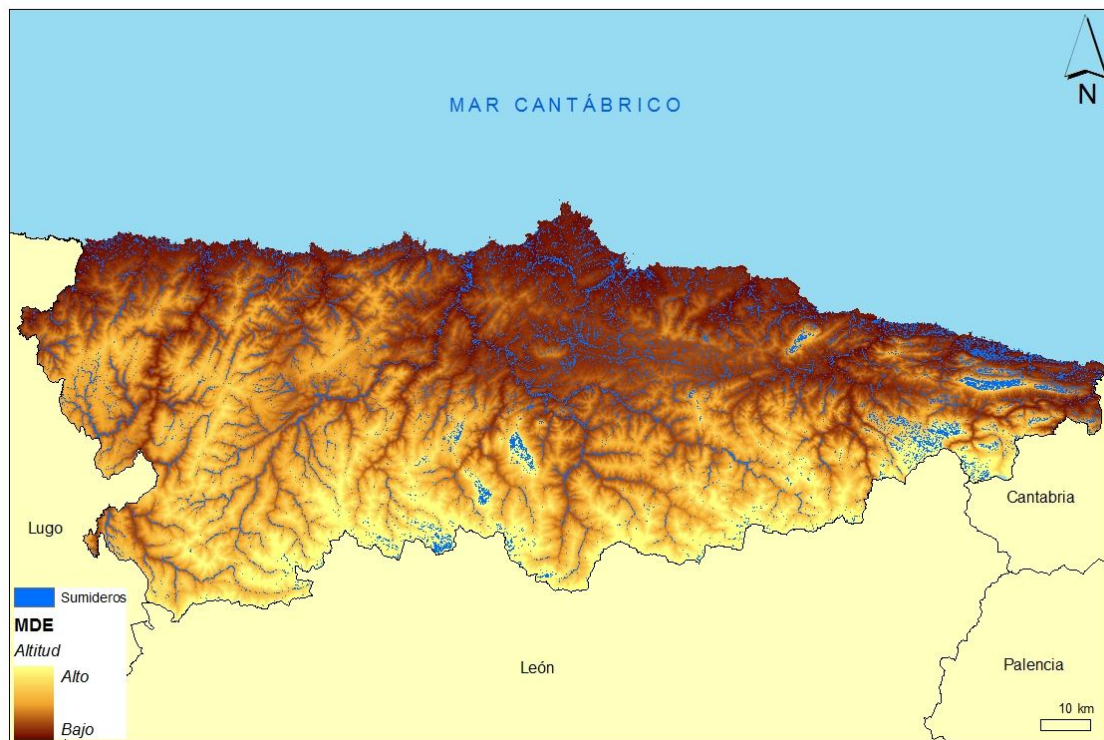 MAR CANTÁBRICO
N
Lugo
Cantabria
Sumideros
MDE
Altitud
Alto
Bajo
León
Palencia
10 km